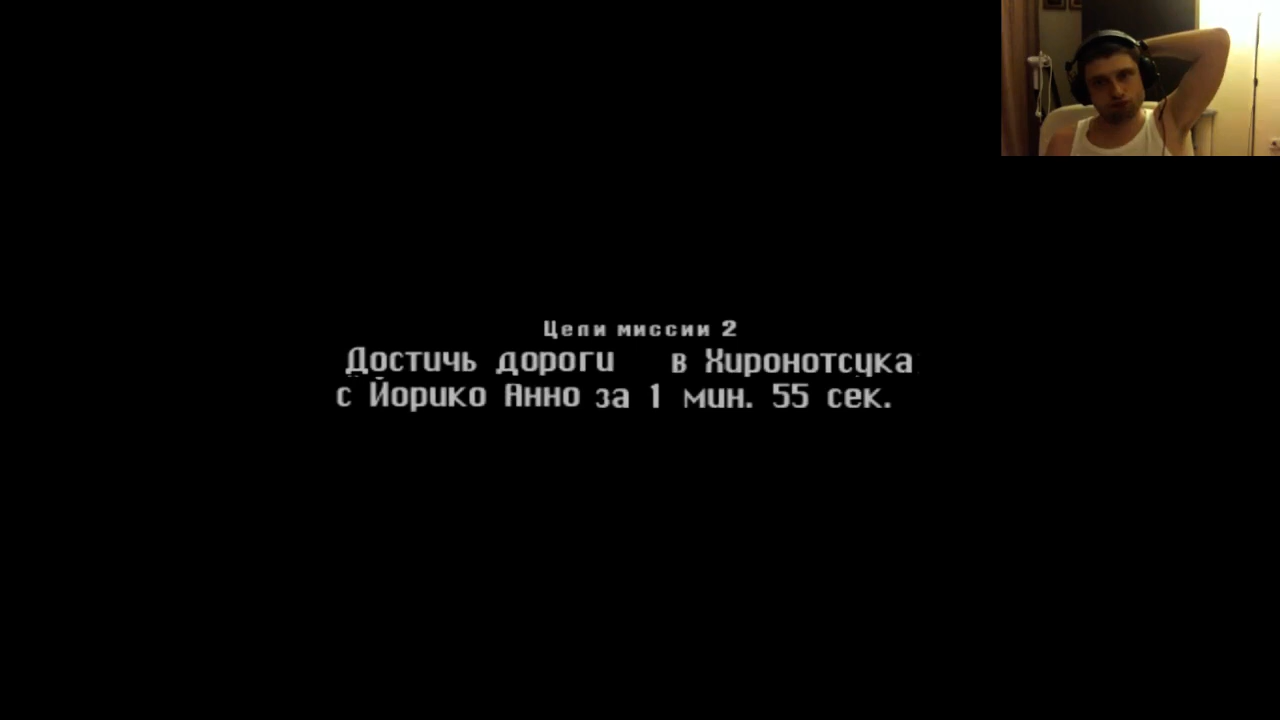 Цели миссии 2
Достичь дороги в Хиронотсука
с Йорико Анно за 1 мин. 55 сек.